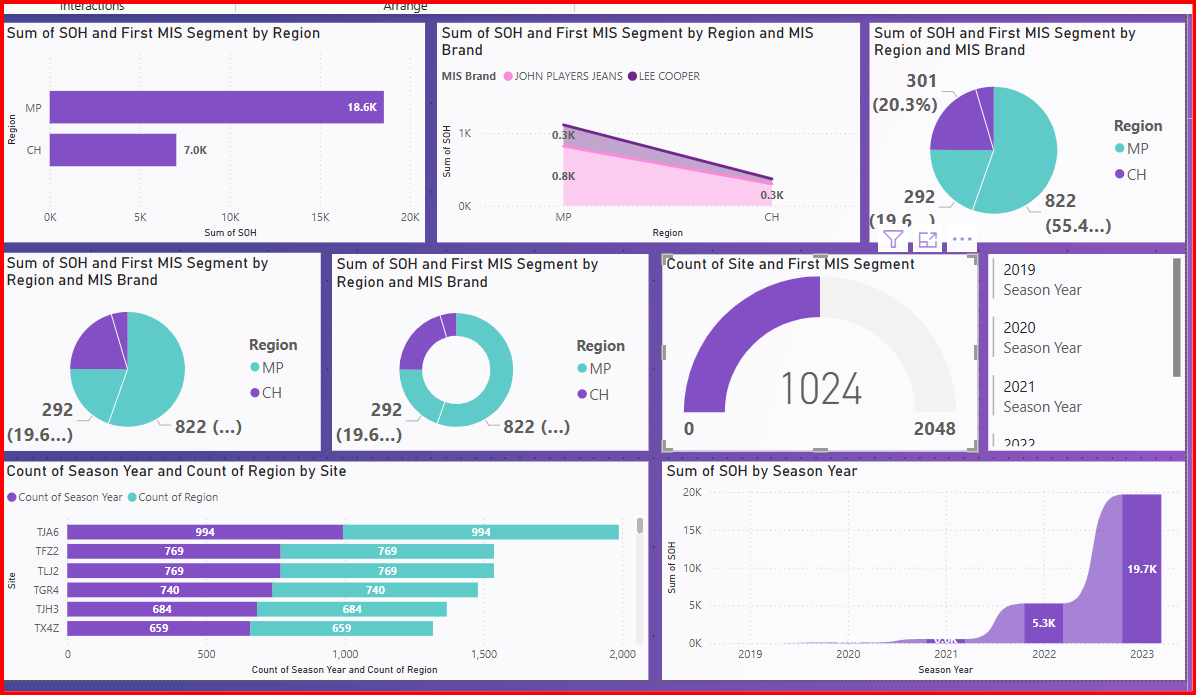 Interactions
Arrange
Sum of SOH and First MIS Segment by Region
Region
MP
18.6K
CH
7.0K
0K
5K
10K
15K
20K
Sum of SOH
Sum of SOH and First MIS Segment by Region and MIS
Brand
MIS Brand
JOHN PLAYERS JEANS
LEE COOPER
Sum of SOH
1K
0K
0.3K
0.8K
0.3K
MP
CH
Region
Sum of SOH and First MIS Segment by
Region and MIS Brand
301
(20.3%)
292
(19.6...)
822
(55.4...)
Region
MP
CH
Sum of SOH and First MIS Segment by
Region and MIS Brand
292
(19.6...)
822 (...)
Region
MP
CH
Sum of SOH and First MIS Segment by
Region and MIS Brand
292
(19.6...)
822 (...)
Region
MP
CH
Count of Site and First MIS Segment
1024
0
2048
2019
Season Year
2020
Season Year
2021
Season Year
2022
Count of Season Year and Count of Region by Site
Count of Season Year
Count of Region
Site
TJA6
994
994
TFZ2
769
769
TLJ2
769
769
TGR4
740
740
TJH3
684
684
TX4Z
659
659
0
500
1,000
1,500
2,000
Count of Season Year and Count of Region
Sum of SOH by Season Year
Sum of SOH
20K
15K
10K
5K
0K
5.3K
19.7K
2019
2020
2021
2022
2023
Season Year